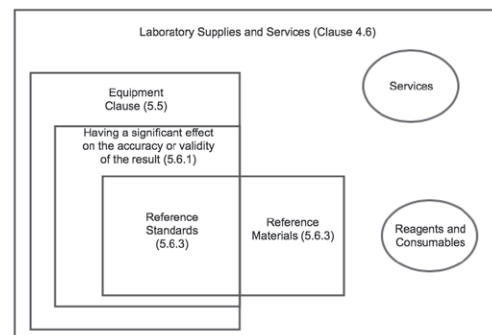 Laboratory Supplies and Services (Clause 4.6)
Equipment
Clause (5.5)
Services
Having a significant effect
on the accuracy or validity
of the result (5.6.1)
Reference
Standards
(5.6.3)
Reference
Materials (5.6.3)
Reagents and
Consumables